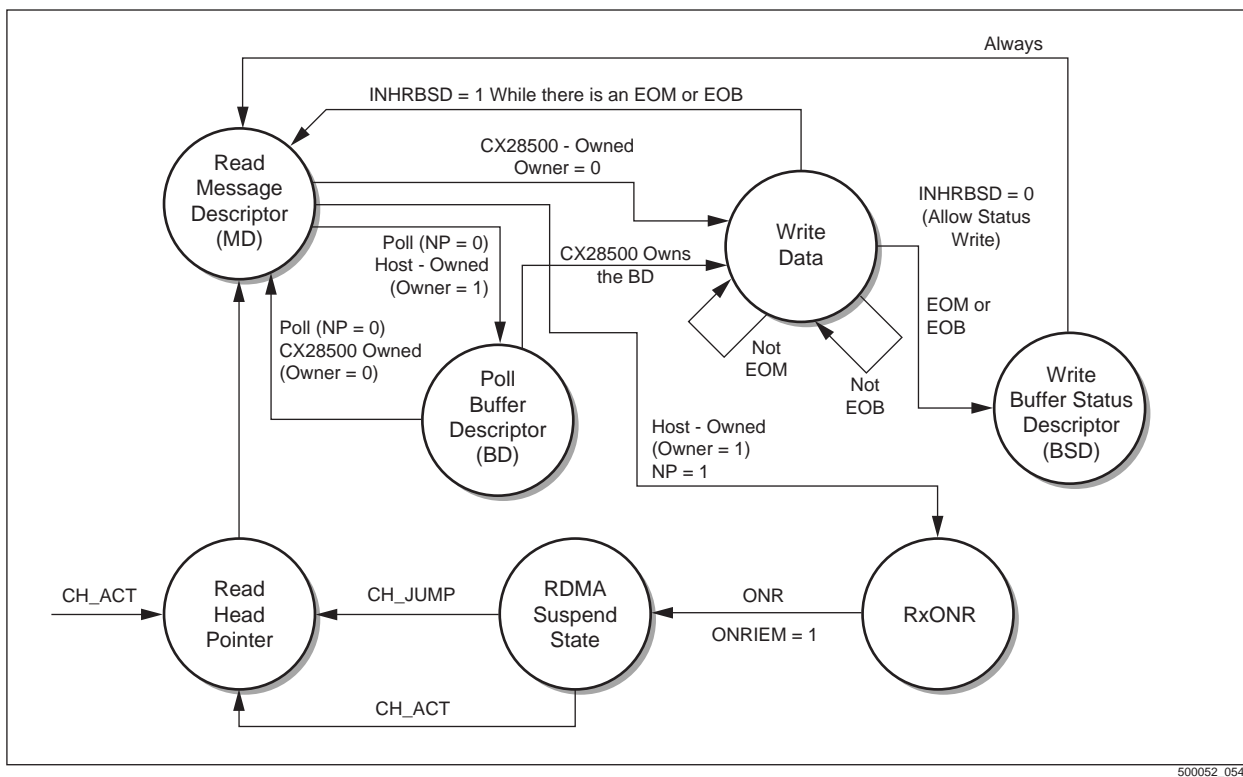 Always
INHRBSD = 1 While there is an EOM or EOB
CX28500 - Owned
Owner = 0
Read
Message
Descriptor
(MD)
INHRBSD = 0
(Allow Status
Write)
Write
Data
Poll (NP = 0)
Host - Owned
(Owner = 1)
CX28500 Owns
the BD
EOM or
EOB
Poll (NP = 0)
CX28500 Owned
(Owner = 0)
Not
EOM
Not
EOB
Poll
Buffer
Descriptor
(BD)
Write
Buffer Status
Descriptor
(BSD)
Host - Owned
(Owner = 1)
NP = 1
CH_ACT
Read
Head
Pointer
CH_JUMP
RDMA
Suspend
State
ONR
ONRIEM = 1
RxONR
CH_ACT
500052_054